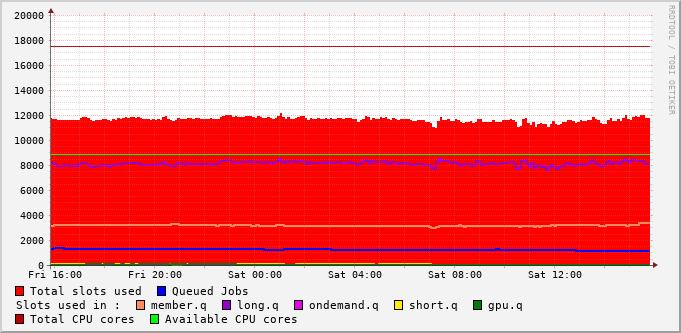 20000
18000
16000
14000
12000
10000
8000
6000
4000
2000
0
Fri 16:00 Fri 20:00 Sat 00:00 Sat 04:00 Sat 08:00 Sat 12:00
RRDTOOL / TOBI OETIKER
Total slots used Queued Jobs
Slots used in : member.q long.q ondemand.q short.q gpu.q
Total CPU cores Available CPU cores